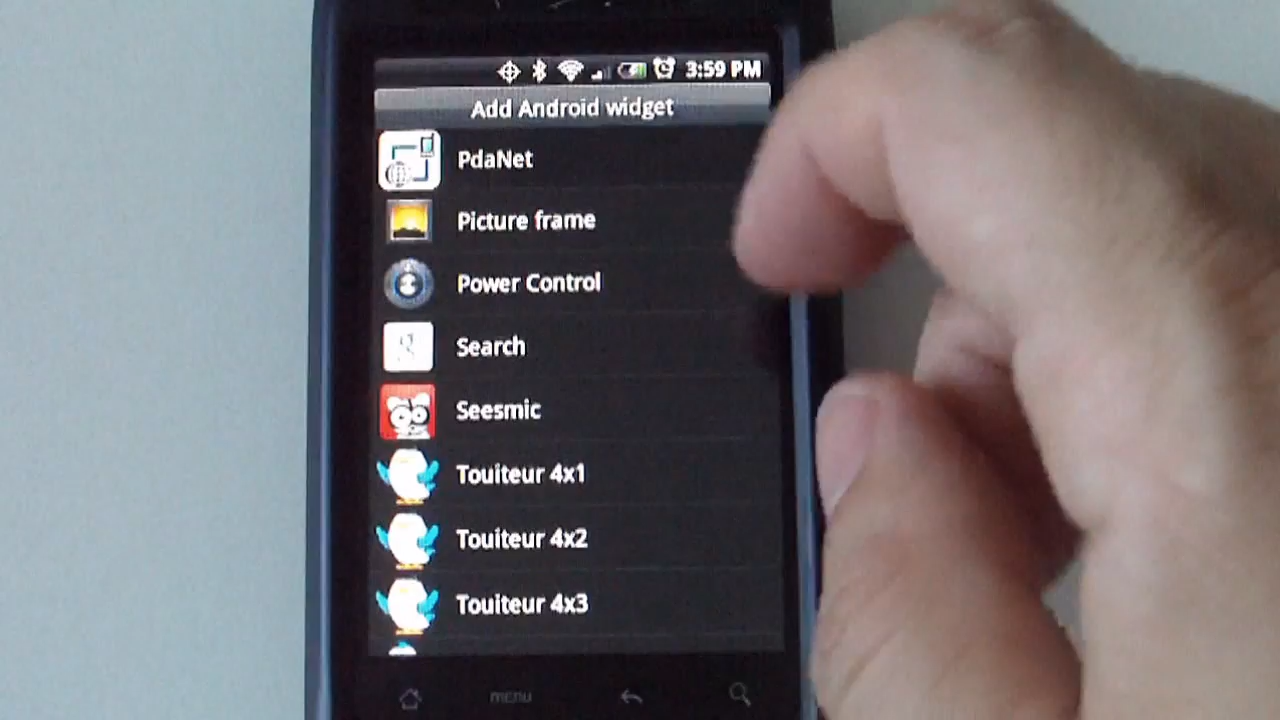 3:59 PM
Add Android widget
PdaNet
Picture frame
Power Control
Search
Seesmic
Touiteur 4x1
Touiteur 4x2
Touiteur 4x3
menu